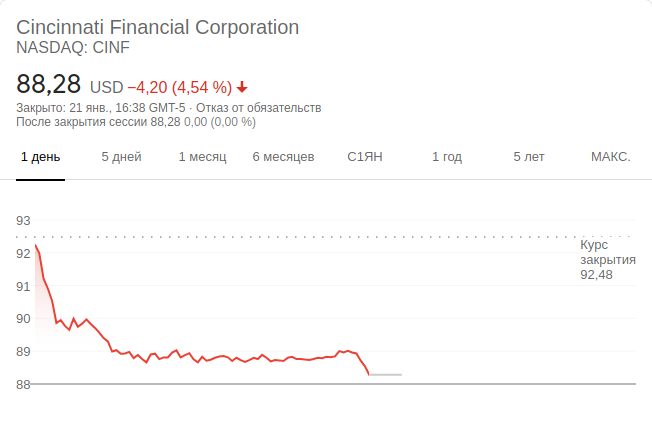 Cincinnati Financial Corporation
NASDAQ: CINF
88,28 USD −4,20 (4,54 %)
Закрыто: 21 янв., 16:38 GMT-5 · Отказ от обязательств
После закрытия сессии 88,28 0,00 (0,00 %)
1 день 5 дней 1 месяц 6 месяцев С1ЯН 1 год 5 лет МАКС.
93
92
91
90
89
88
Курс
закрытия
92,48